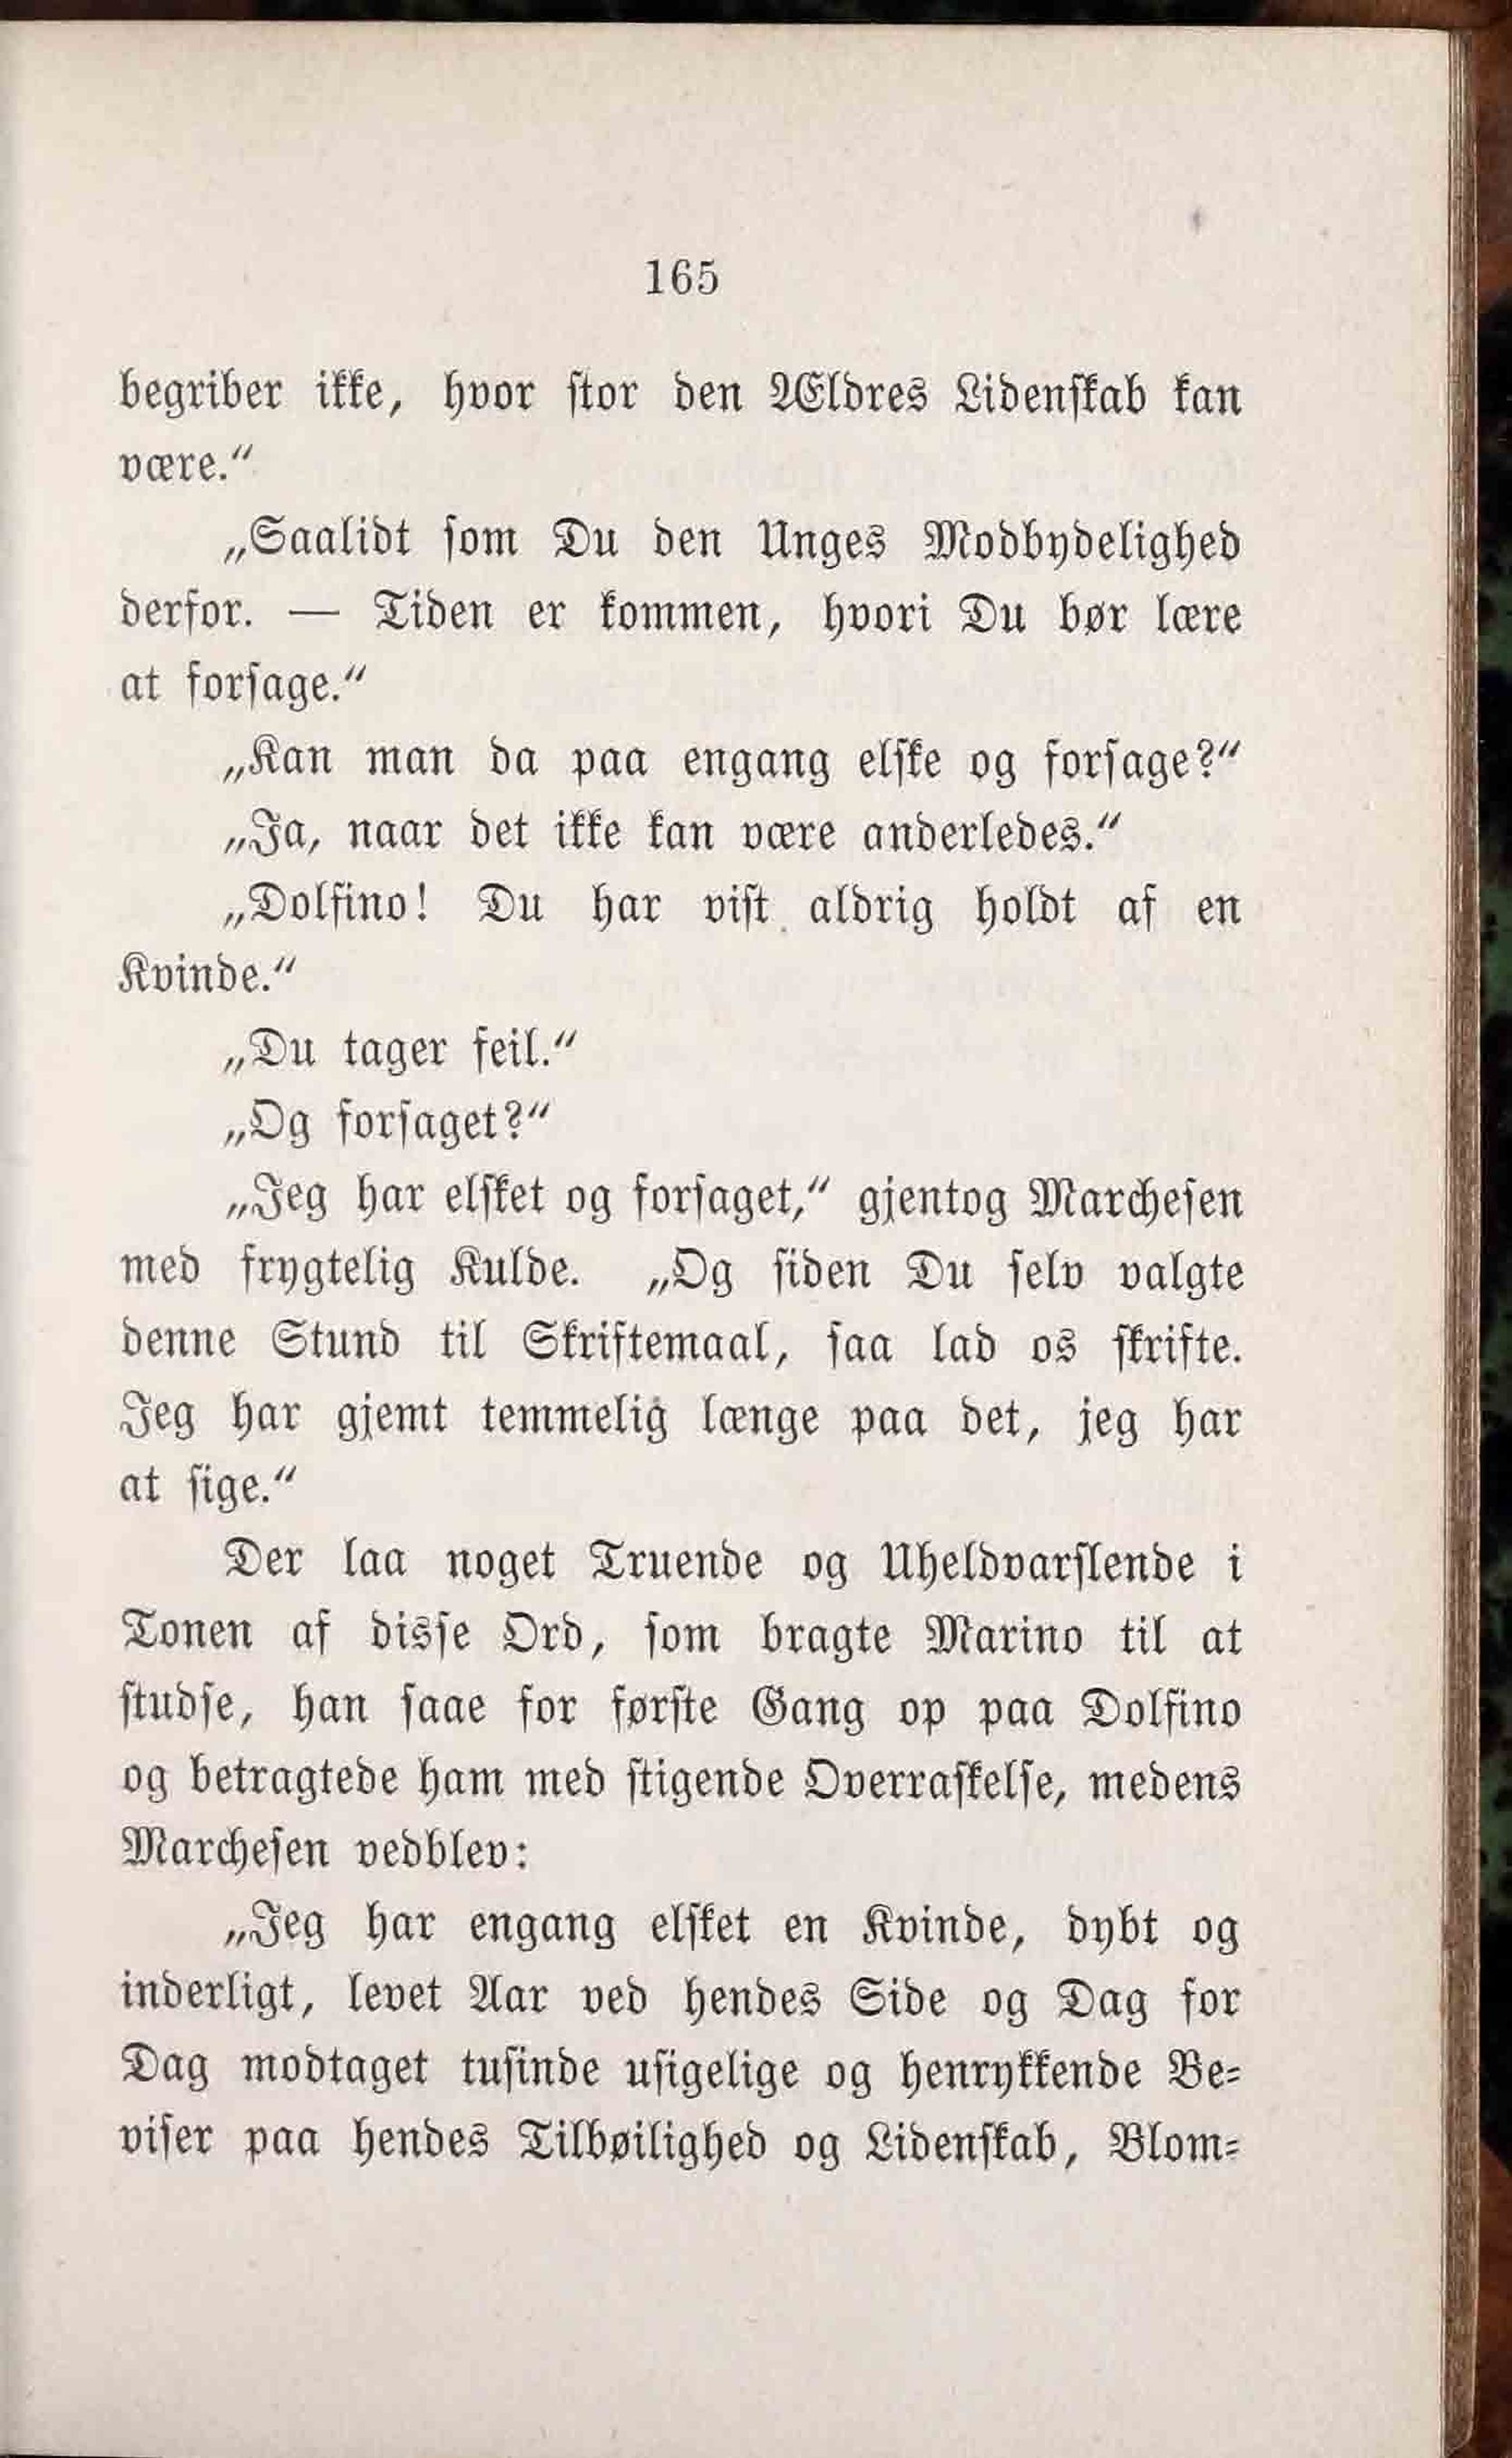 165
begriber ikke, hvor stor den Ældres Lidenskab kan
være.“
„Saalidt som Du den Unges Modbydelighed
derfor. — Tiden er kommen, hvori Du bør lære
at forsage.“
„Kan man da paa engang elske og forsage?“
„Ja, naar det ikke kan være anderledes.“
„Dolfino! Du har vist aldrig holdt af en
Kvinde.“
„Du tager feil.“
„Og forsaget?“
„Jeg har elsket og forsaget,“ gjentog Marchesen
med frygtelig Kulde. „Og siden Du selv valgte
denne Stund til Skriftemaal, saa lad os skrifte.
Jeg har gjemt temmelig længe paa det, jeg har
at sige.“
Der laa noget Truende og Uheldvarslende i
Tonen af disse Ord, som bragte Marino til at
studse, han saae for første Gang op paa Dolfino
og betragtede ham med stigende Overraskelse, medens
Marchesen vedblev:
„Jeg har engang elsket en Kvinde, dybt og
inderligt, levet Aar ved hendes Side og Dag for
Dag modtaget tusinde usigelige og henrykkende Be-
viser paa hendes Tilbøilighed og Lidenskab, Blom-